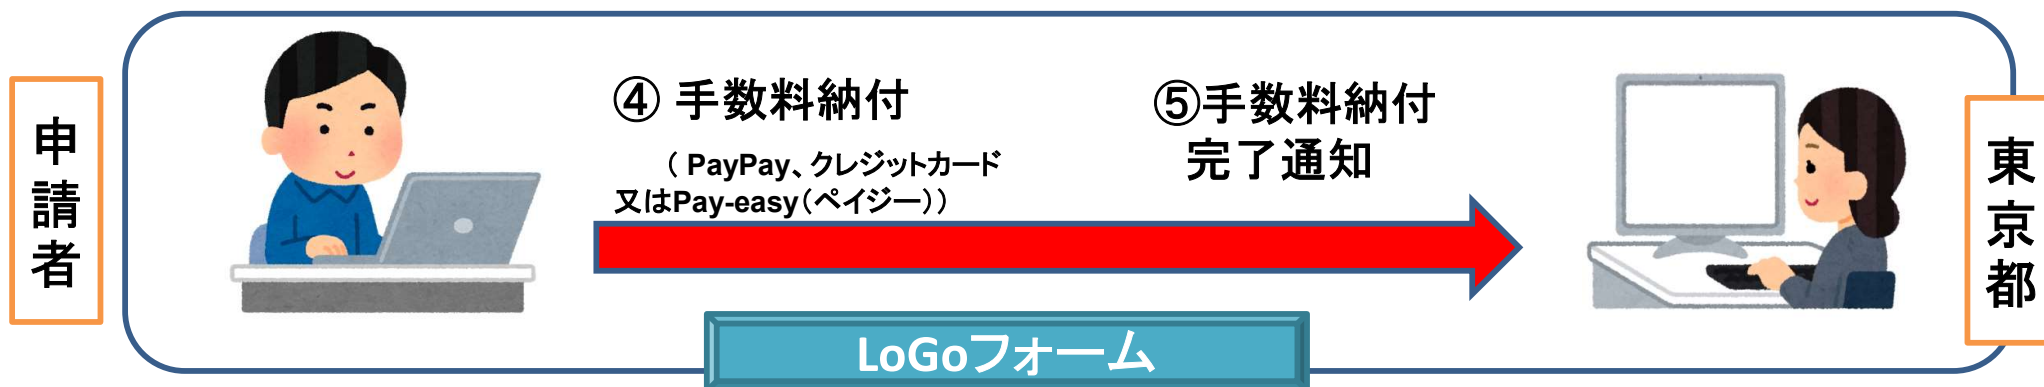 申請者
④ 手数料納付
（ PayPay、クレジットカード
又はPay-easy（ペイジー））
⑤手数料納付
完了通知
東京都
LoGoフォーム